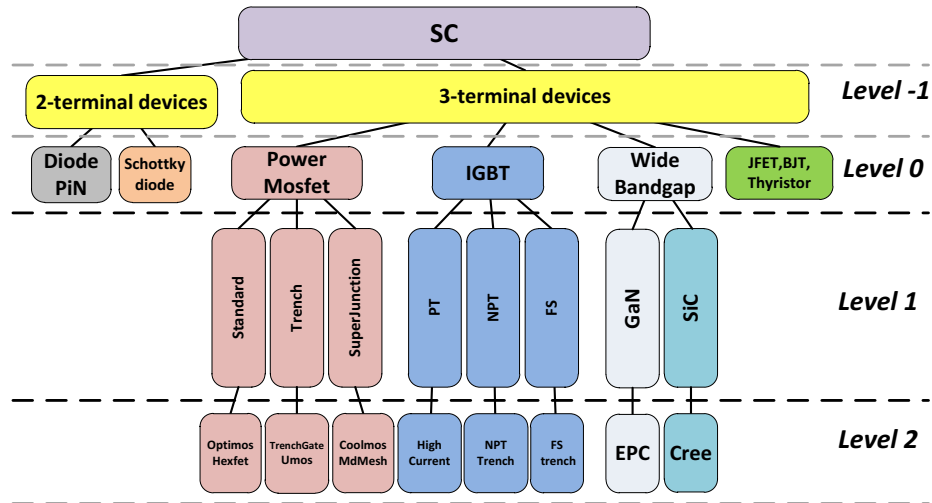 SC
Level -1
2-terminal devices
3-terminal devices
Diode
PiN
Schottky
diode
Power
Mosfet
IGBT
Wide
Bandgap
JFET,BJT,
Thyristor
Level 0
Standard
Trench
SuperJunction
PT
NPT
FS
GaN
SiC
Level 1
Optimos
Hexfet
TrenchGate
Umos
Coolmos
MdMesh
High
Current
NPT
Trench
FS
trench
EPC
Cree
Level 2